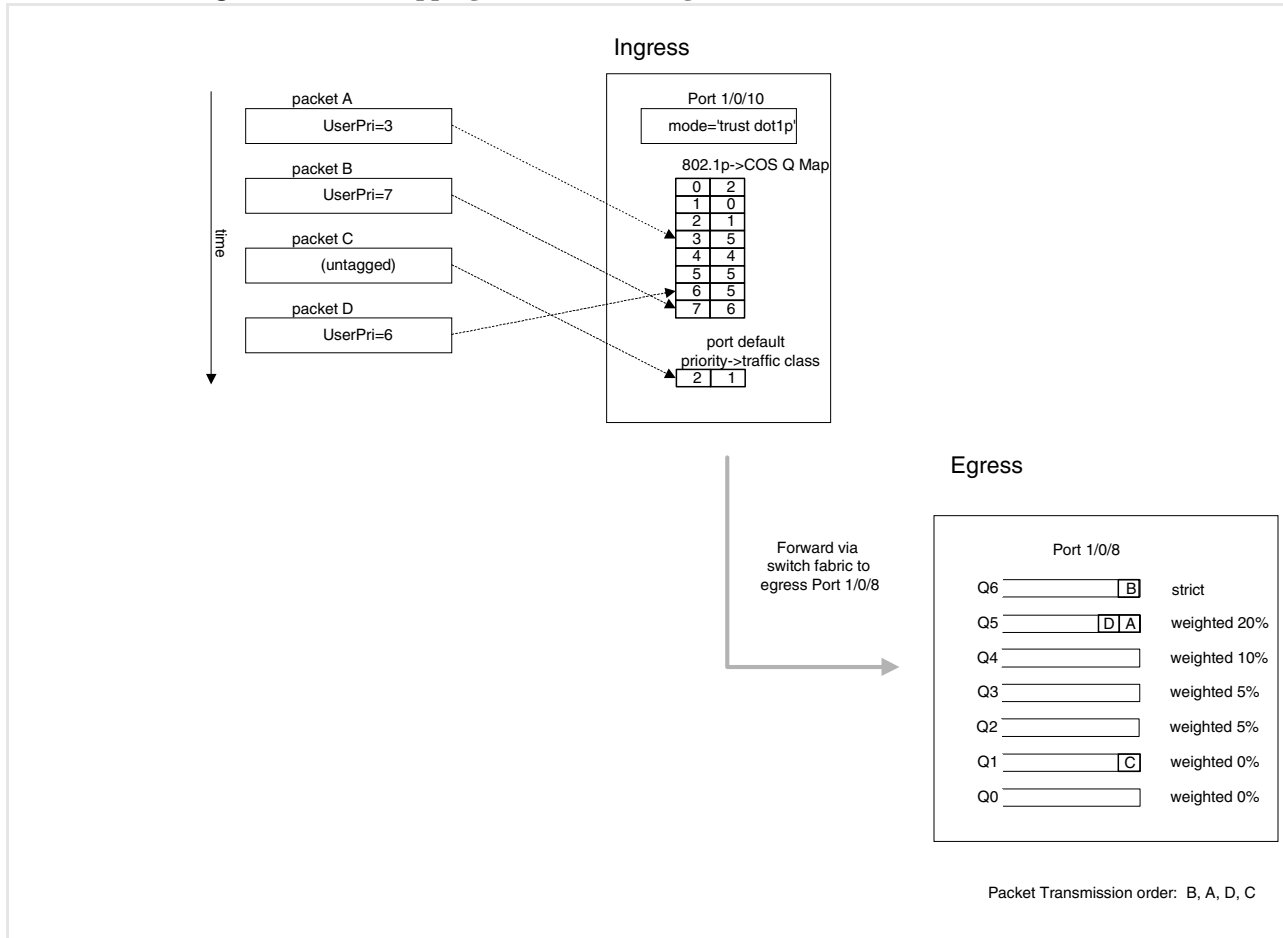 Ingress
time
packet A
UserPri=3
packet B
UserPri=7
packet C
(untagged)
packet D
UserPri=6
Port 1/0/10
mode='trust dot1p'
802.1p->COS Q Map
0 2
1 0
2 1
3 5
4 4
5 5
6 5
7 6
port default
priority->traffic class
2 1
Forward via
switch fabric to
egress Port 1/0/8
Egress
Port 1/0/8
Q6 B strict
Q5 D A weighted 20%
Q4 weighted 10%
Q3 weighted 5%
Q2 weighted 5%
Q1 C weighted 0%
Q0 weighted 0%
Packet Transmission order: B, A, D, C